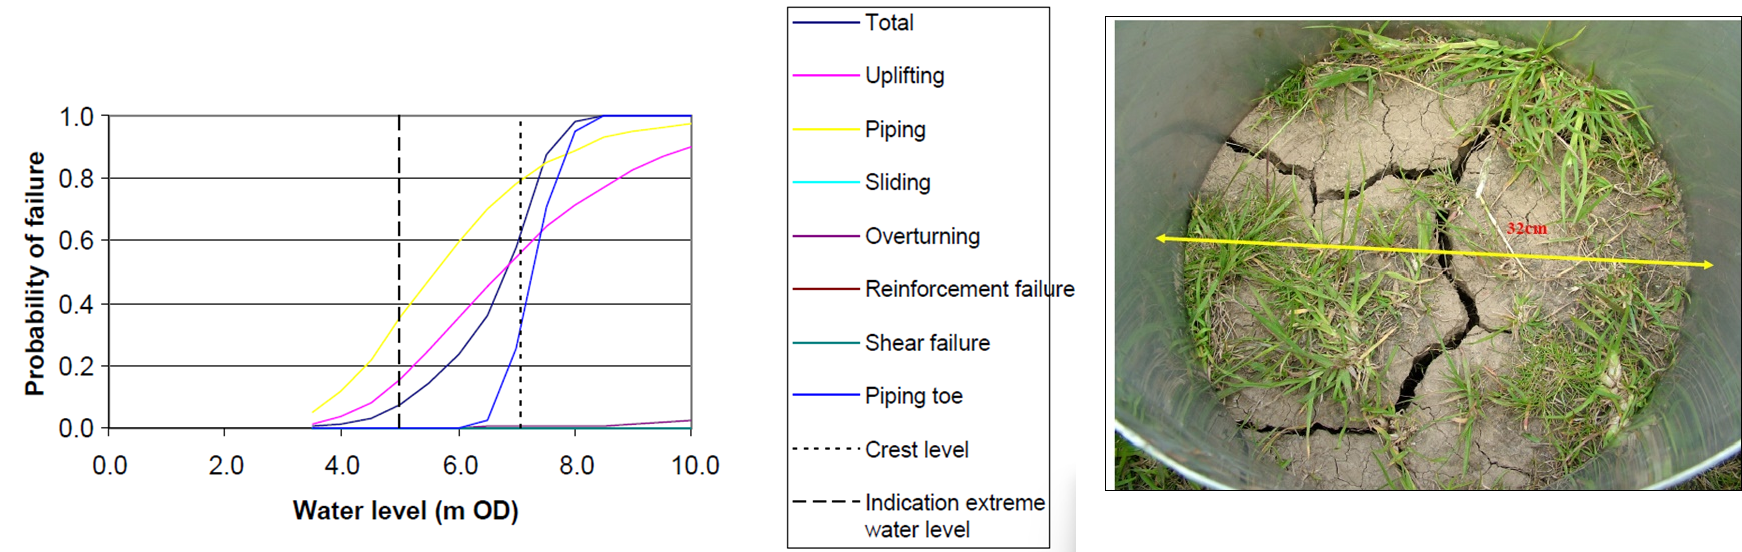 Probability of failure
1.0
0.8
0.6
0.4
0.2
0.0
0.0 2.0 4.0 6.0 8.0 10.0
Water level (m OD)
Total
Uplifting
Piping
Sliding
Overturning
Reinforcement failure
Shear failure
Piping toe
Crest level
Indication extreme
water level
32cm